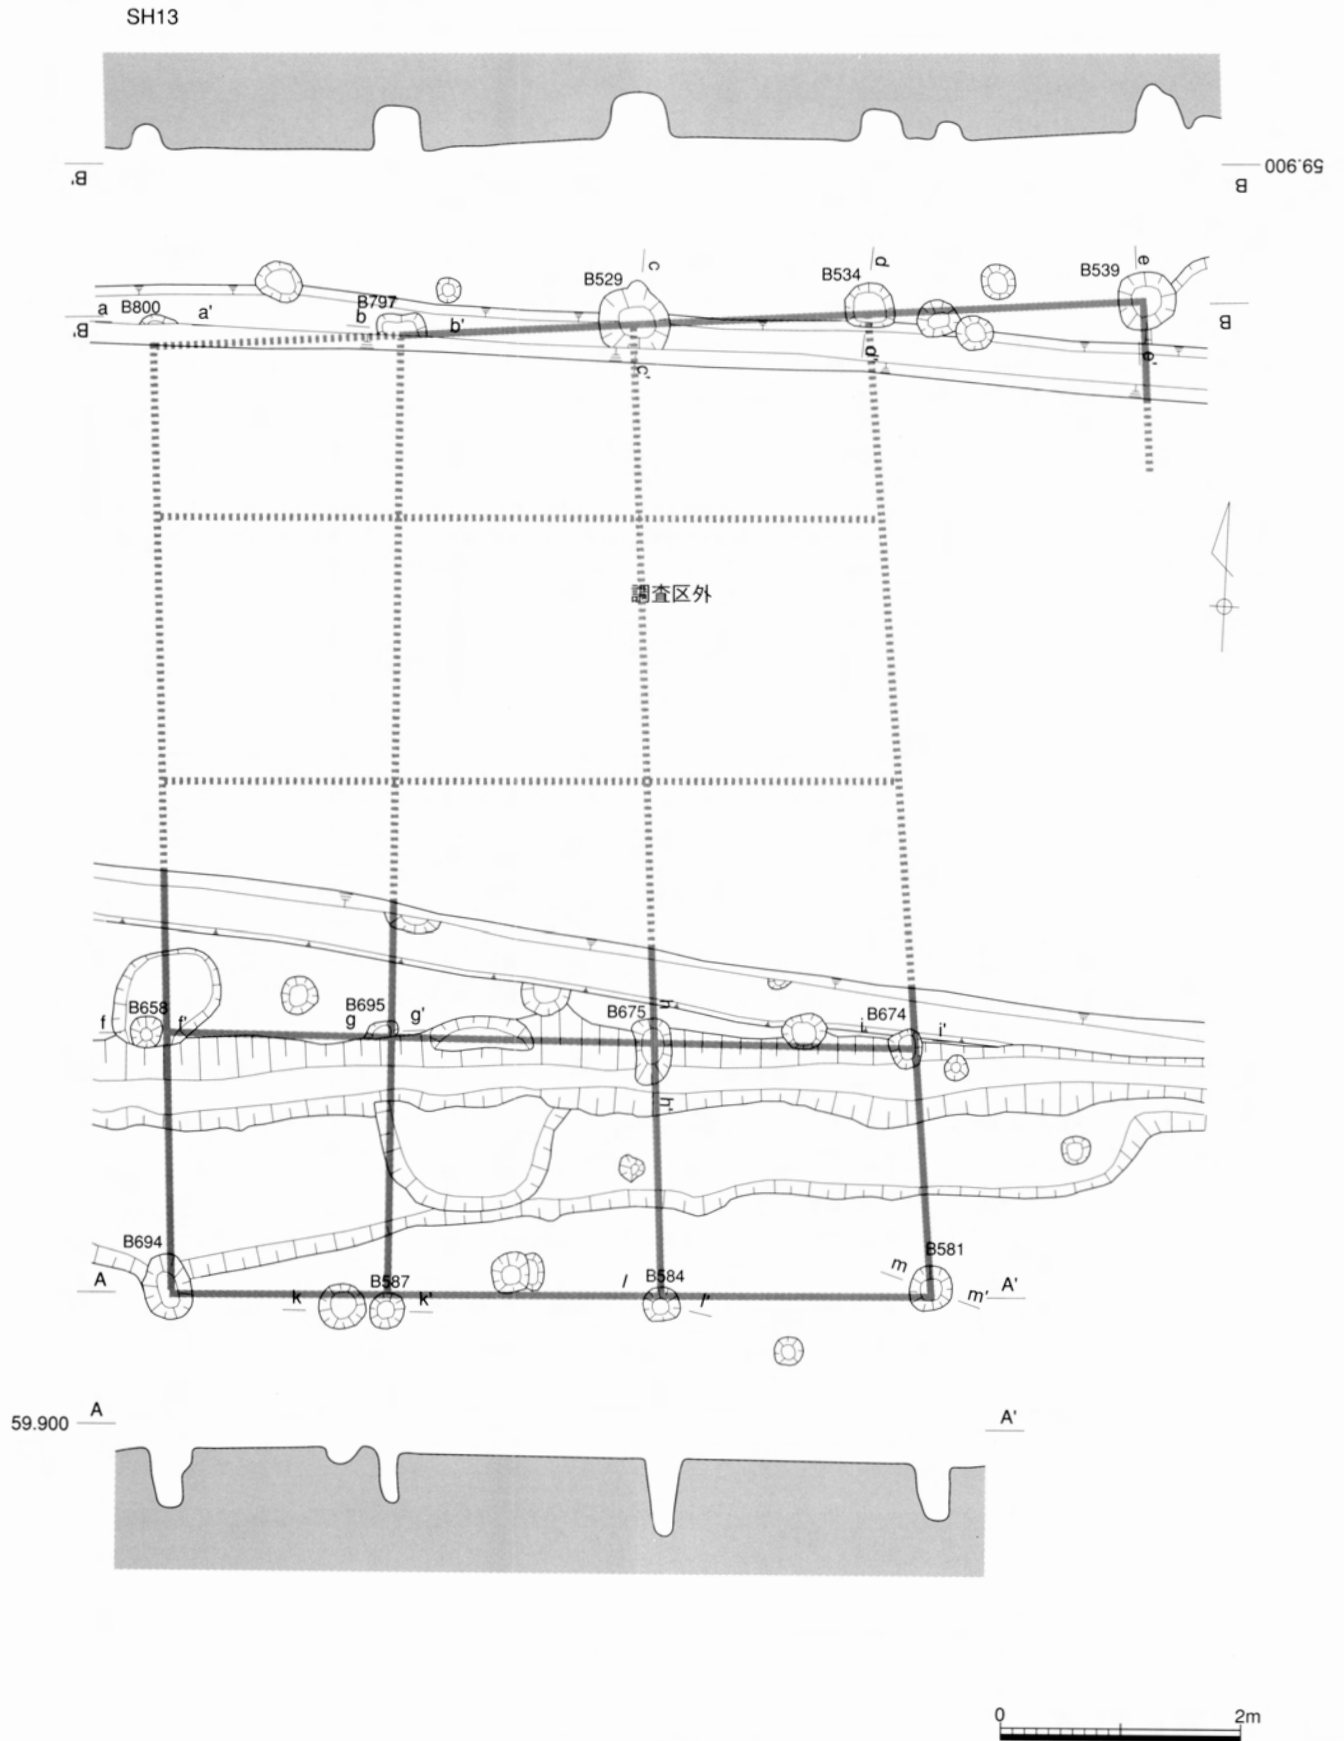 SH13
B'
B
59.900
c
d
e
B529
B534
B539
a
B800
a'
B797
b
b'
B'
B
c'
d'
e'
調査区外
B658
f
f'
B695
g
g'
B675
h
B674
i
i'
h'
B694
B581
A
B587
k
k'
l
B584
l'
m
m'
A'
59.900
A
A'
0
2m